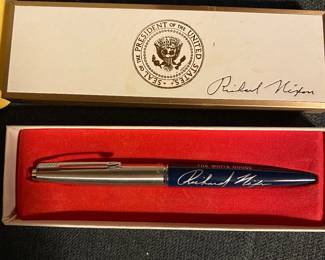 SEAL OF THE PRESIDENT OF THE UNITED STATES
Richard Nixon
THE WHITE HOUSE
Richard Nixon